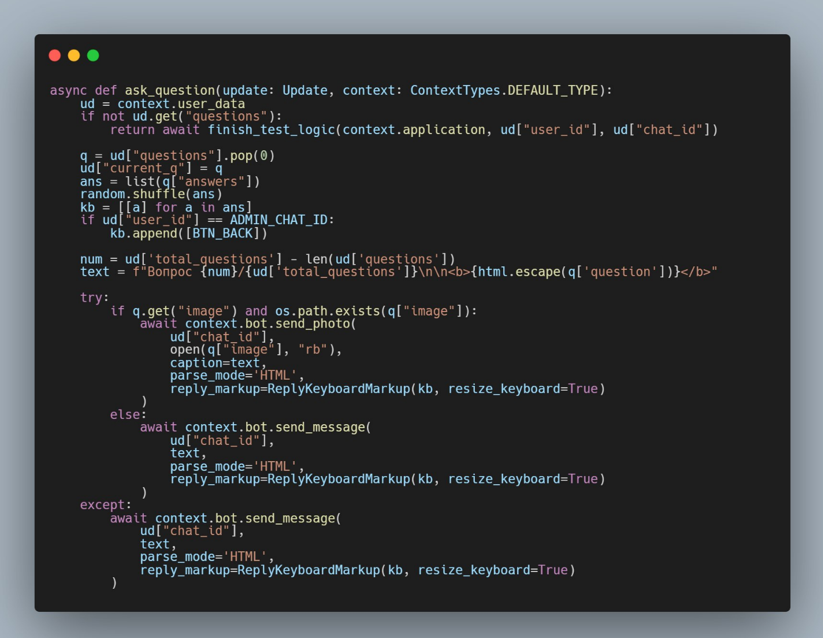 async def ask_question(update: Update, context: ContextTypes.DEFAULT_TYPE):
    ud = context.user_data
    if not ud.get("questions"):
        return await finish_test_logic(context.application, ud["user_id"], ud["chat_id"])

    q = ud["questions"].pop(0)
    ud["current_q"] = q
    ans = list(q["answers"])
    random.shuffle(ans)
    kb = [[a] for a in ans]
    if ud["user_id"] == ADMIN_CHAT_ID:
        kb.append([BTN_BACK])

    num = ud['total_questions'] - len(ud['questions'])
    text = f"Вопрос {num}/{ud['total_questions']}\n\n<b>{html.escape(q['question'])}</b>"

    try:
        if q.get("image") and os.path.exists(q["image"]):
            await context.bot.send_photo(
                ud["chat_id"],
                open(q["image"], "rb"),
                caption=text,
                parse_mode='HTML',
                reply_markup=ReplyKeyboardMarkup(kb, resize_keyboard=True)
            )
        else:
            await context.bot.send_message(
                ud["chat_id"],
                text,
                parse_mode='HTML',
                reply_markup=ReplyKeyboardMarkup(kb, resize_keyboard=True)
            )
    except:
        await context.bot.send_message(
            ud["chat_id"],
            text,
            parse_mode='HTML',
            reply_markup=ReplyKeyboardMarkup(kb, resize_keyboard=True)
        )